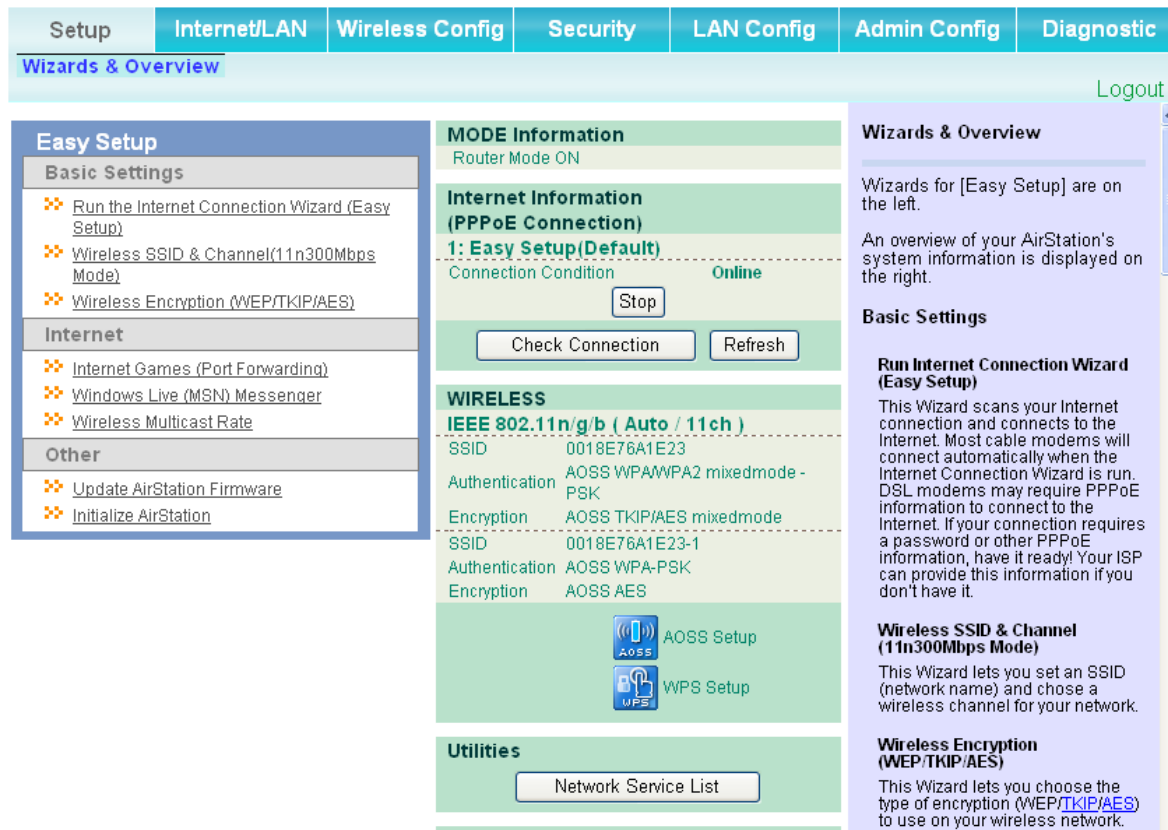 Setup Internet/LAN Wireless Config Security LAN Config Admin Config Diagnostic
Wizards & Overview
Logout
Easy Setup
Basic Settings
Run the Internet Connection Wizard (Easy
Setup)
Wireless SSID & Channel(11n300Mbps
Mode)
Wireless Encryption (WEP/TKIP/AES)
Internet
Internet Games (Port Forwarding)
Windows Live (MSN) Messenger
Wireless Multicast Rate
Other
Update AirStation Firmware
Initialize AirStation
MODE Information
Router Mode ON
Internet Information
(PPPoE Connection)
1: Easy Setup(Default)
Connection Condition Online
Stop
Check Connection Refresh
WIRELESS
IEEE 802.11n/g/b ( Auto / 11ch )
SSID 0018E76A1E23
Authentication AOSS WPA/WPA2 mixedmode -
PSK
Encryption AOSS TKIP/AES mixedmode
SSID 0018E76A1E23-1
Authentication AOSS WPA-PSK
Encryption AOSS AES
AOSS AOSS Setup
WPS WPS Setup
Utilities
Network Service List
Wizards & Overview
Wizards for [Easy Setup] are on
the left.
An overview of your AirStation's
system information is displayed on
the right.
Basic Settings
Run Internet Connection Wizard
(Easy Setup)
This Wizard scans your Internet
connection and connects to the
Internet. Most cable modems will
connect automatically when the
Internet Connection Wizard is run.
DSL modems may require PPPoE
information to connect to the
Internet. If your connection requires
a password or other PPPoE
information, have it ready! Your ISP
can provide this information if you
don't have it.
Wireless SSID & Channel
(11n300Mbps Mode)
This Wizard lets you set an SSID
(network name) and chose a
wireless channel for your network.
Wireless Encryption
(WEP/TKIP/AES)
This Wizard lets you choose the
type of encryption (WEP/TKIP/AES)
to use on your wireless network.